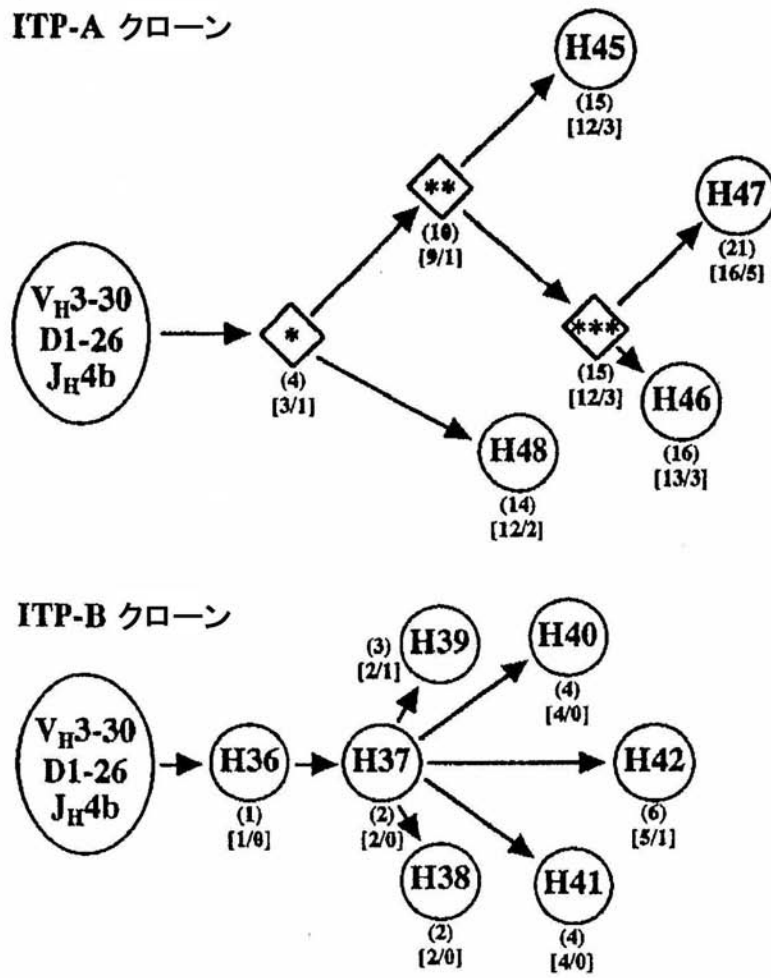 ITP-A クローン
H45
(15)
[12/3]
**
(10)
[9/1]
H47
(21)
[16/5]
VH3-30
D1-26
JH4b
*
(4)
[3/1]
***
(15)
[12/3]
H46
(16)
[13/3]
H48
(14)
[12/2]
ITP-B クローン
H39
(3)
[2/1]
H40
(4)
[4/0]
VH3-30
D1-26
JH4b
H36
(1)
[1/0]
H37
(2)
[2/0]
H42
(6)
[5/1]
H38
(2)
[2/0]
H41
(4)
[4/0]